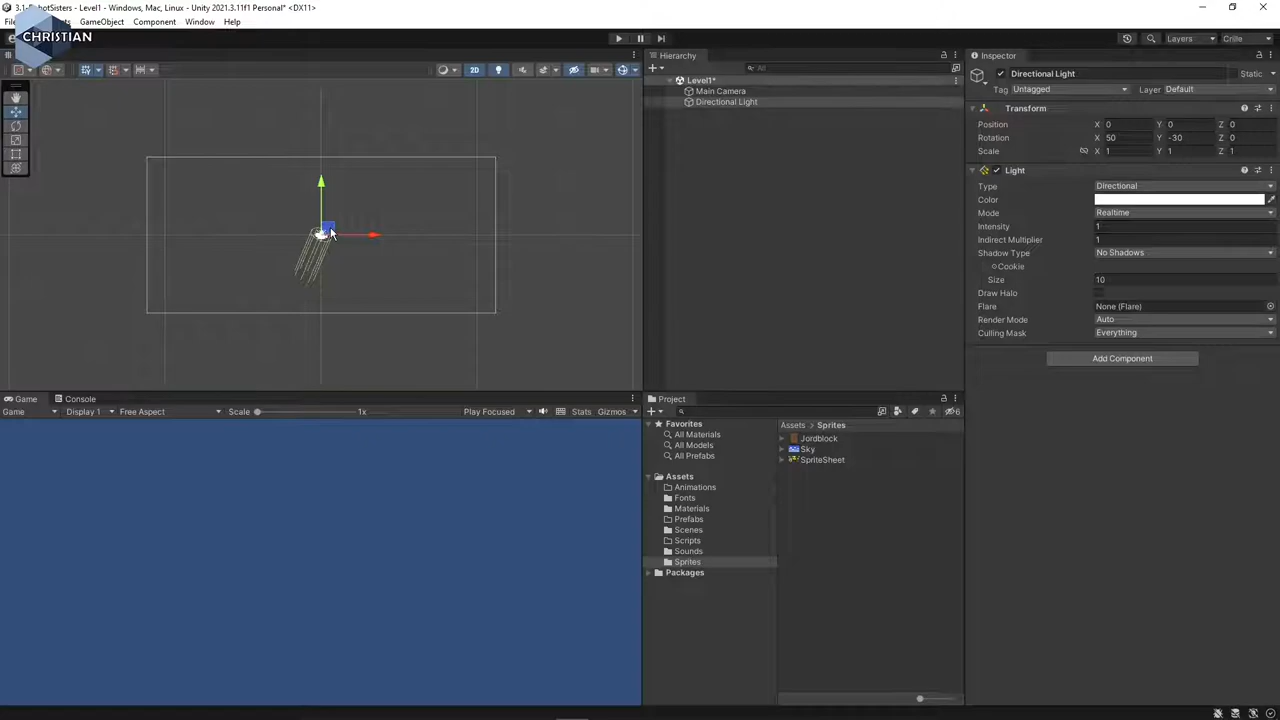 3.1 RobotSisters - Level1 - Windows, Mac, Linux - Unity 2021.3.11f1 Personal* <DX11>
GameObject Component Window Help
CHRISTIAN
Layers Crille
Hierarchy
All
Level1*
Main Camera
Directional Light
2D
Inspector
Directional Light Static
Tag Untagged Layer Default
Transform
Position X 0 Y 0 Z 0
Rotation X 50 Y -30 Z 0
Scale X 1 Y 1 Z 1
Light
Type Directional
Color
Mode Realtime
Intensity 1
Indirect Multiplier 1
Shadow Type No Shadows
Cookie
Size 10
Draw Halo
Flare None (Flare)
Render Mode Auto
Culling Mask Everything
Add Component
Game Console
Game Display 1 Free Aspect Scale 1x Play Focused Stats Gizmos
Project
6
Favorites
All Materials
All Models
All Prefabs
Assets
Animations
Fonts
Materials
Prefabs
Scenes
Scripts
Sounds
Sprites
Packages
Assets > Sprites
Jordblock
Sky
SpriteSheet